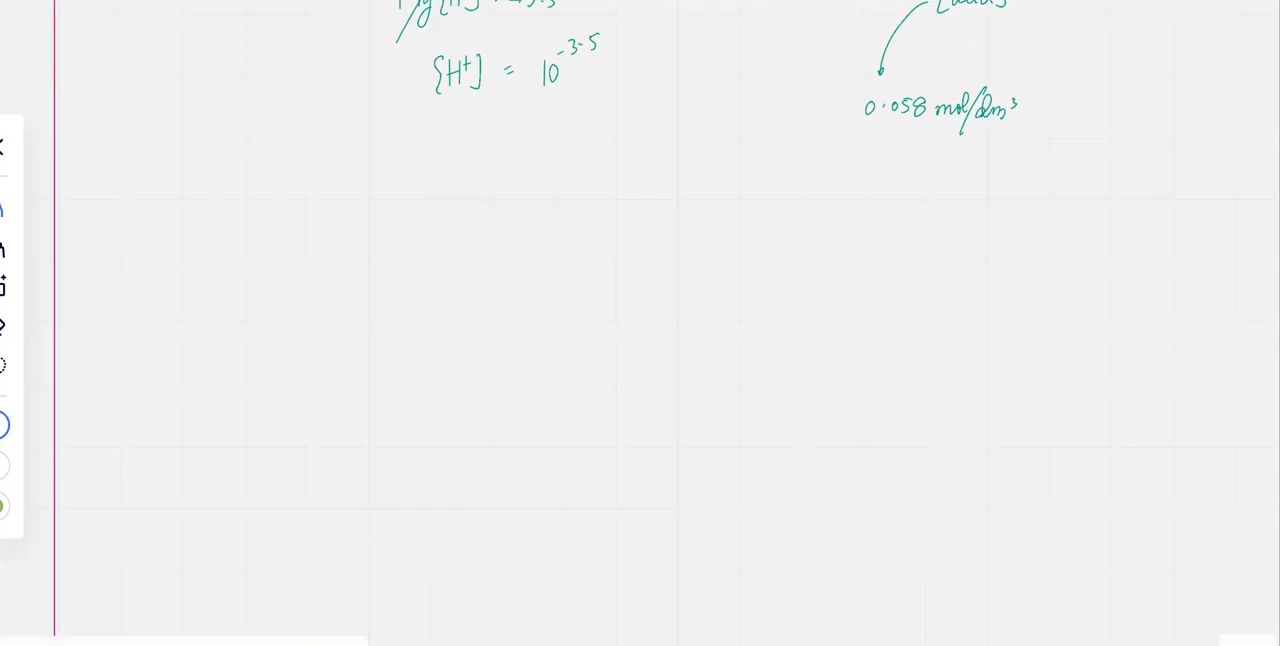 [H⁺] = 10⁻³·⁵
0.058 mol/dm³